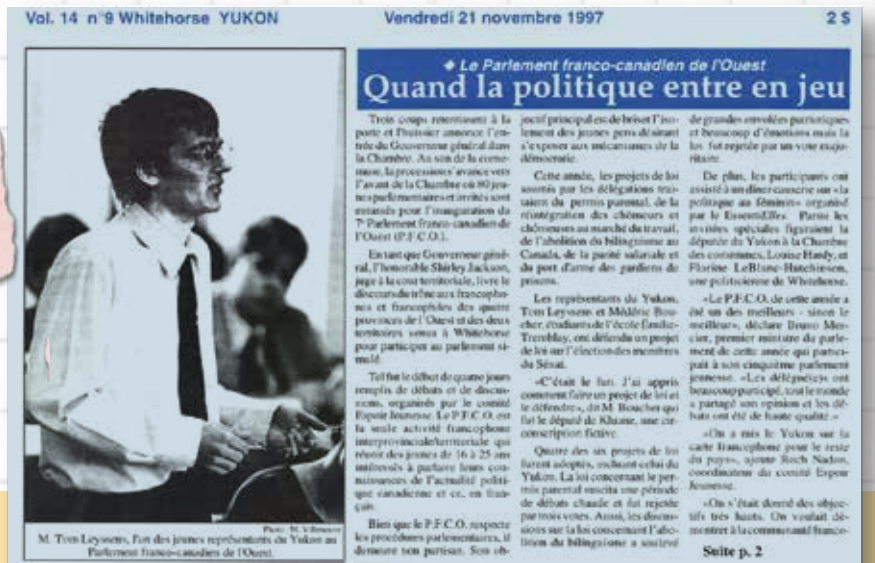 Vol. 14 n°9 Whitehorse YUKON
Vendredi 21 novembre 1997
2 $
◆ Le Parlement franco-canadien de l'Ouest
Quand la politique entre en jeu
Trois coups retentissent à la
porte et l'huissier annonce l'en-
trée du Gouverneur général dans
la Chambre. Au son de la corne-
muse, la procession s'avance vers
l'avant de la Chambre où 80 jeu-
nes parlementaires et invités sont
entassés pour l'inauguration du
7e Parlement franco-canadien de
l'Ouest (P.F.C.O.).
En tant que Gouverneur géné-
ral, l'honorable Shirley Jackson,
juge à la cour territoriale, livre le
discours du trône aux francopho-
nes et francophiles des quatre
provinces de l'Ouest et des deux
territoires venus à Whitehorse
pour participer au parlement si-
mulé.
Tel fut le début de quatre jours
remplis de débats et de discus-
sions, organisés par le comité
Espoir Jeunesse. Le P.F.C.O. est
la seule activité francophone
interprovinciale/territoriale qui
réunit des jeunes de 16 à 25 ans
intéressés à parfaire leurs con-
naissances de l'actualité politi-
que canadienne et ce, en fran-
çais.
Bien que le P.F.C.O. respecte
les procédures parlementaires, il
demeure non partisan. Son ob-
jectif principal est de briser l'iso-
lement des jeunes gens désirant
s'exposer aux mécanismes de la
démocratie.
Cette année, les projets de loi
soumis par les délégations trai-
taient du permis parental, de la
réintégration des chômeurs et
chômeuses au marché du travail,
de l'abolition du bilinguisme au
Canada, de la parité salariale et
du port d'arme des gardiens de
prisons.
Les représentants du Yukon,
Tom Leyssens et Médéric Bou-
cher, étudiants de l'école Émilie-
Tremblay, ont défendu un projet
de loi sur l'élection des membres
du Sénat.
«C'était le fun. J'ai appris
comment faire un projet de loi et
le défendre», dit M. Boucher qui
fut le député de Kluane, une cir-
conscription fictive.
Quatre des six projets de loi
furent adoptés, incluant celui du
Yukon. La loi concernant le per-
mis parental suscita une période
de débats chaude et fut rejetée
par trois votes. Aussi, les discus-
sions sur la loi concernant l'abo-
lition du bilinguisme a soulevé
de grandes envolées patriotiques
et beaucoup d'émotions mais la
loi fut rejetée par un vote majo-
ritaire.
De plus, les participants ont
assisté à un dîner causerie sur «la
politique au féminin» organisé
par le EssentiElles. Parmi les
invitées spéciales figuraient la
députée du Yukon à la Chambre
des communes, Louise Hardy, et
Florine LeBlanc-Hutchinson,
une politicienne de Whitehorse.
«Le P.F.C.O. de cette année a
été un des meilleurs - sinon le
meilleur», déclare Bruno Mer-
cier, premier ministre du parle-
ment de cette année qui partici-
pait à son cinquième parlement
jeunesse. «Les délégué(e)s ont
beaucoup participé, tout le monde
a partagé son opinion et les dé-
bats ont été de haute qualité.»
«On a mis le Yukon sur la
carte francophone pour le reste
du pays», ajoute Roch Nadon,
coordinateur du comité Espoir
Jeunesse.
«On s'était donné des objec-
tifs très hauts. On voulait dé-
montrer à la communauté franco-
Suite p. 2
Photo: M.
M. Tom Leyssens, l'un des jeunes représentants du Yukon au
Parlement franco-canadien de l'Ouest.